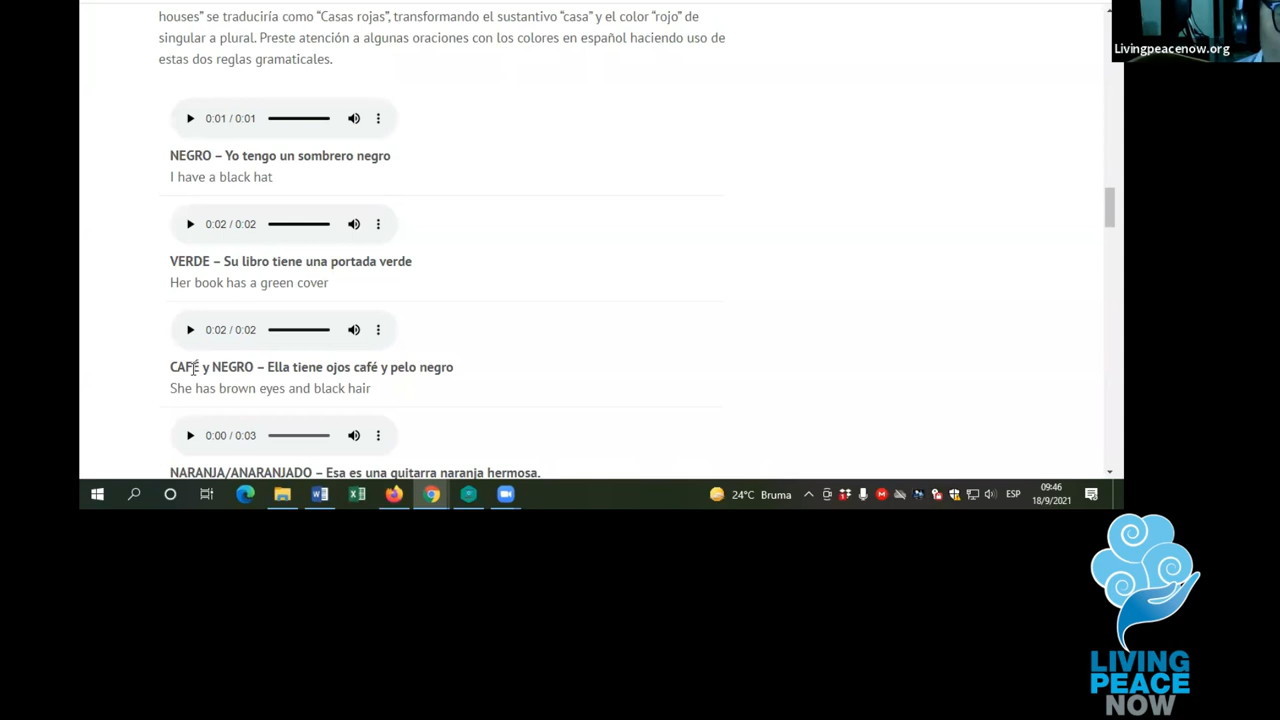 houses” se traduciría como “Casas rojas”, transformando el sustantivo “casa” y el color “rojo” de
singular a plural. Preste atención a algunas oraciones con los colores en español haciendo uso de
estas dos reglas gramaticales.
Livingpeacenow.org
0:01 / 0:01
NEGRO – Yo tengo un sombrero negro
I have a black hat
0:02 / 0:02
VERDE – Su libro tiene una portada verde
Her book has a green cover
0:02 / 0:02
CAFÉ y NEGRO – Ella tiene ojos café y pelo negro
She has brown eyes and black hair
0:00 / 0:03
NARANJA/ANARANJADO – Esa es una guitarra naranja hermosa.
24°C Bruma
ESP
09:46
18/9/2021
LIVING
PEACE
NOW